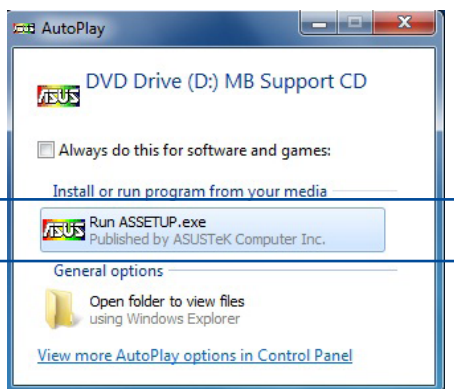 AutoPlay
DVD Drive (D:) MB Support CD
ASUS
Always do this for software and games:
Install or run program from your media
ASUS
Run ASSETUP.exe
Published by ASUSTeK Computer Inc.
General options
Open folder to view files
using Windows Explorer
View more AutoPlay options in Control Panel